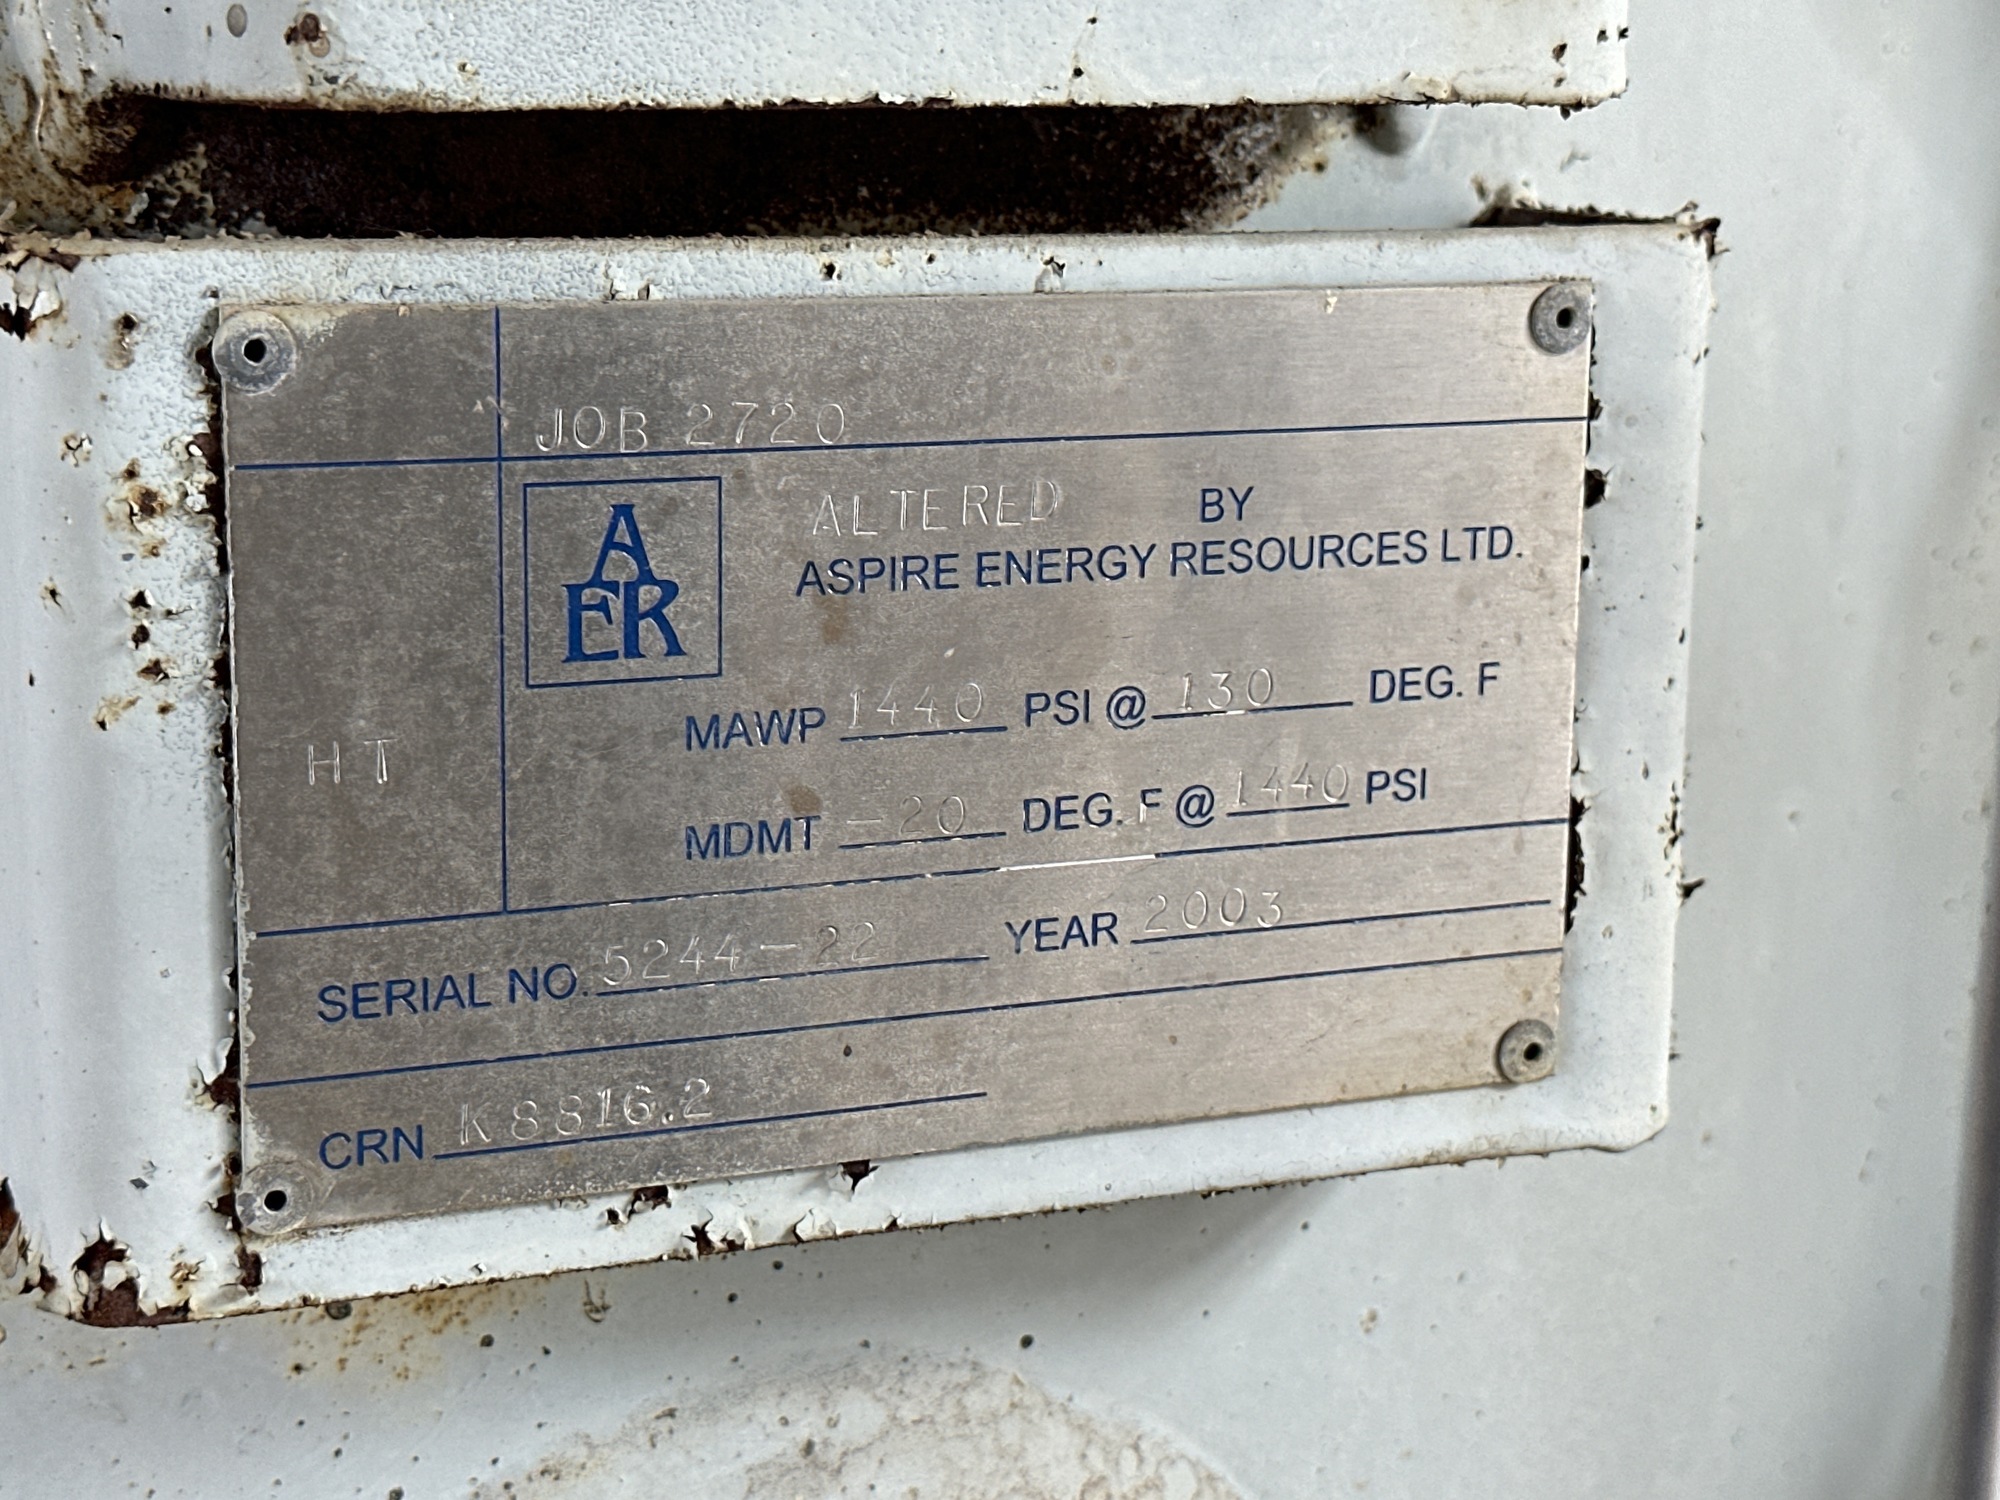 JOB 2720
A
ER
ALTERED BY
ASPIRE ENERGY RESOURCES LTD.
HT
MAWP 1440 PSI @ 130 DEG. F
MDMT -20 DEG. F @ 1440 PSI
SERIAL NO. 5244-22 YEAR 2003
CRN K8816.2